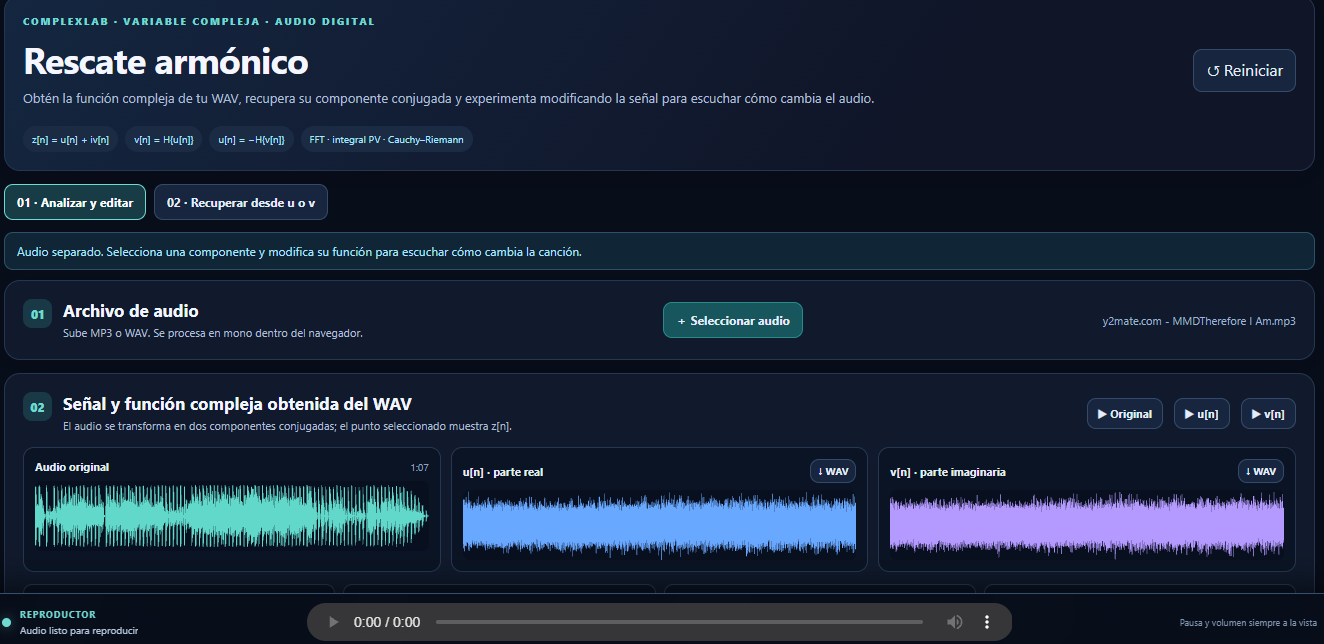 COMPLEXLAB · VARIABLE COMPLEJA · AUDIO DIGITAL
Rescate armónico
Obtén la función compleja de tu WAV, recupera su componente conjugada y experimenta modificando la señal para escuchar cómo cambia el audio.
↺ Reiniciar
z[n] = u[n] + iv[n]
v[n] = H{u[n]}
u[n] = −H{v[n]}
FFT · integral PV · Cauchy–Riemann
01 · Analizar y editar
02 · Recuperar desde u o v
Audio separado. Selecciona una componente y modifica su función para escuchar cómo cambia la canción.
01
Archivo de audio
Sube MP3 o WAV. Se procesa en mono dentro del navegador.
+ Seleccionar audio
y2mate.com - MMDTherefore I Am.mp3
02
Señal y función compleja obtenida del WAV
El audio se transforma en dos componentes conjugadas; el punto seleccionado muestra z[n].
▶ Original
▶ u[n]
▶ v[n]
Audio original
1:07
u[n] · parte real
↓ WAV
v[n] · parte imaginaria
↓ WAV
REPRODUCTOR
Audio listo para reproducir
0:00 / 0:00
Pausa y volumen siempre a la vista